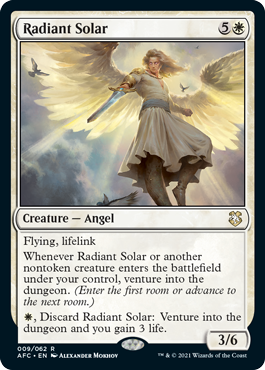 Radiant Solar 5
Creature — Angel
Flying, lifelink
Whenever Radiant Solar or another
nontoken creature enters the battlefield
under your control, venture into the
dungeon. (Enter the first room or advance to
the next room.)
, Discard Radiant Solar: Venture into the
dungeon and you gain 3 life.
3/6
009/062 R
AFC • EN ALEXANDER MOKHOV
™ & © 2021 Wizards of the Coast